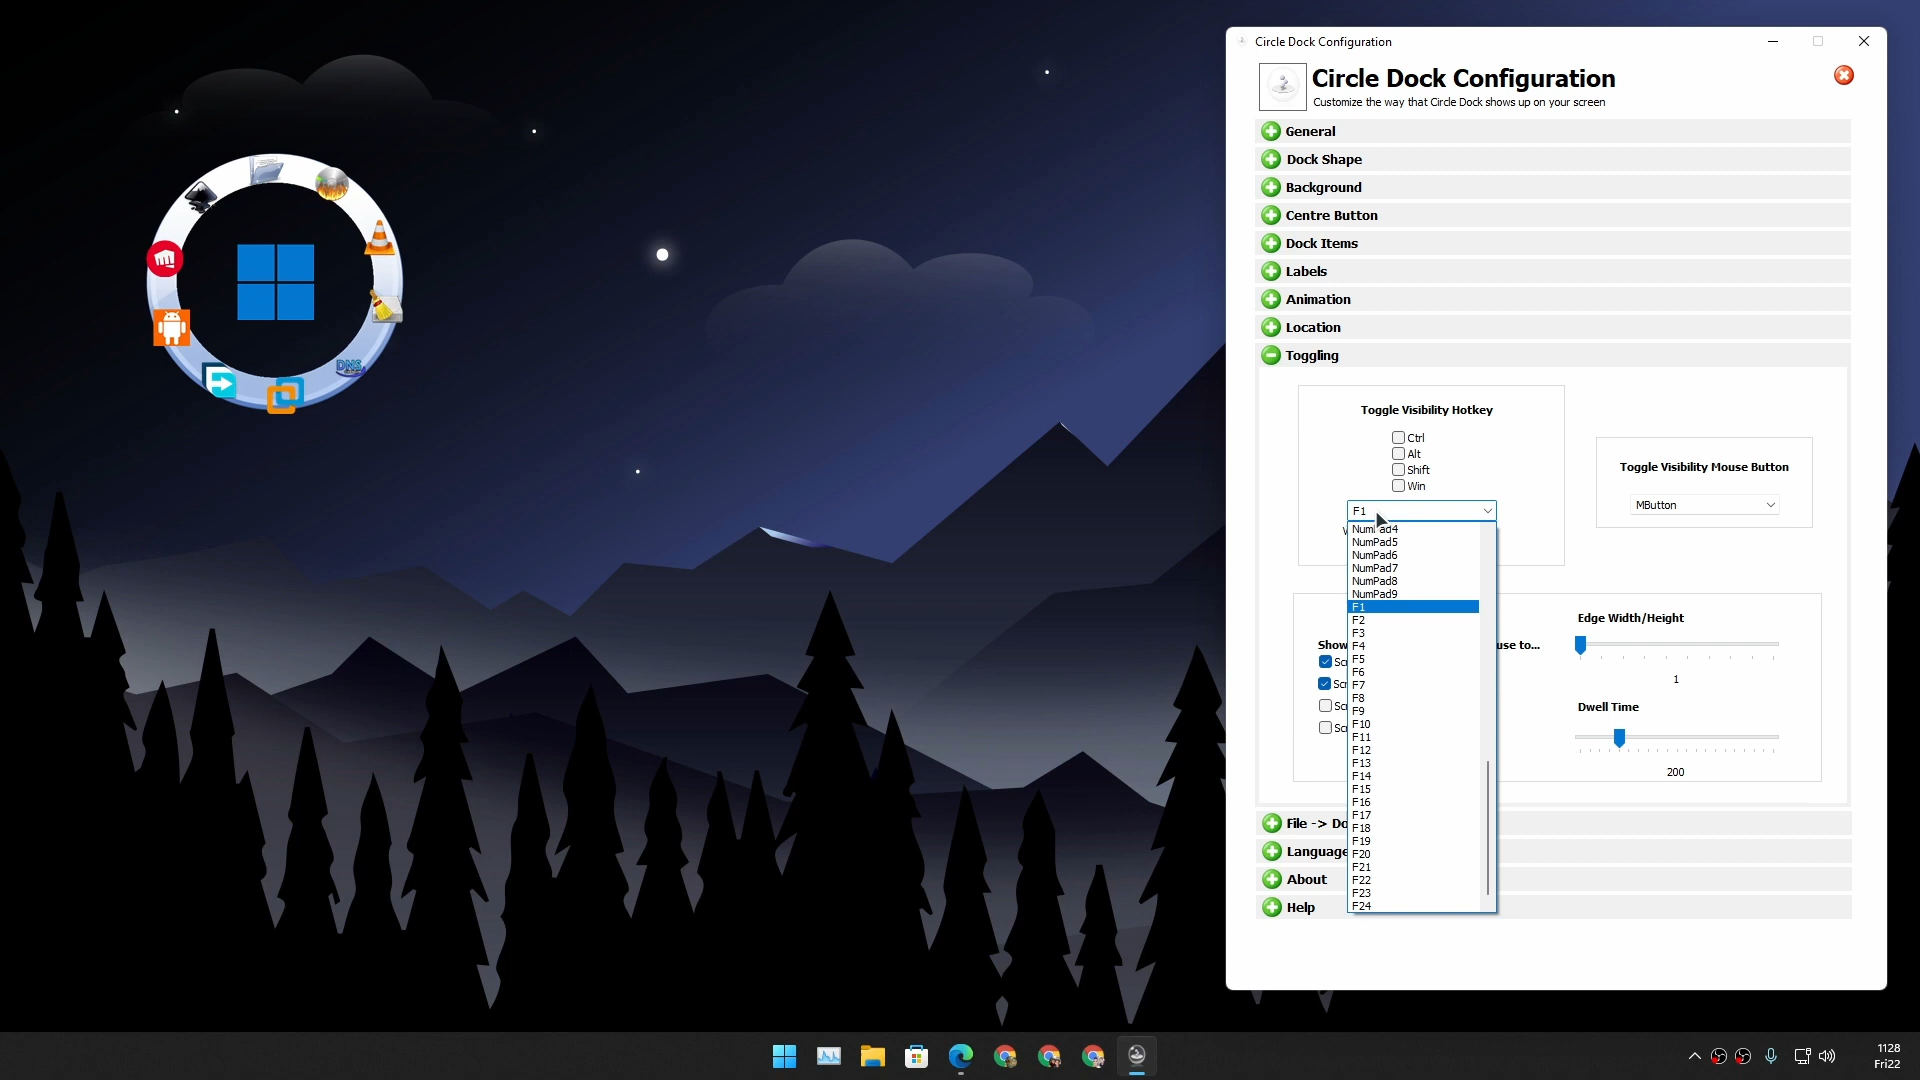 Circle Dock Configuration
Circle Dock Configuration
Customize the way that Circle Dock shows up on your screen
General
Dock Shape
Background
Centre Button
Dock Items
Labels
Animation
Location
Toggling
Toggle Visibility Hotkey
Ctrl
Alt
Shift
Win
F1
NumPad4
NumPad5
NumPad6
NumPad7
NumPad8
NumPad9
F1
F2
F3
F4
F5
F6
F7
F8
F9
F10
F11
F12
F13
F14
F15
F16
F17
F18
F19
F20
F21
F22
F23
F24
Toggle Visibility Mouse Button
MButton
Show
use to...
Edge Width/Height
1
Dwell Time
200
File -> Do
Language
About
Help
DNS
11:28
Fri22